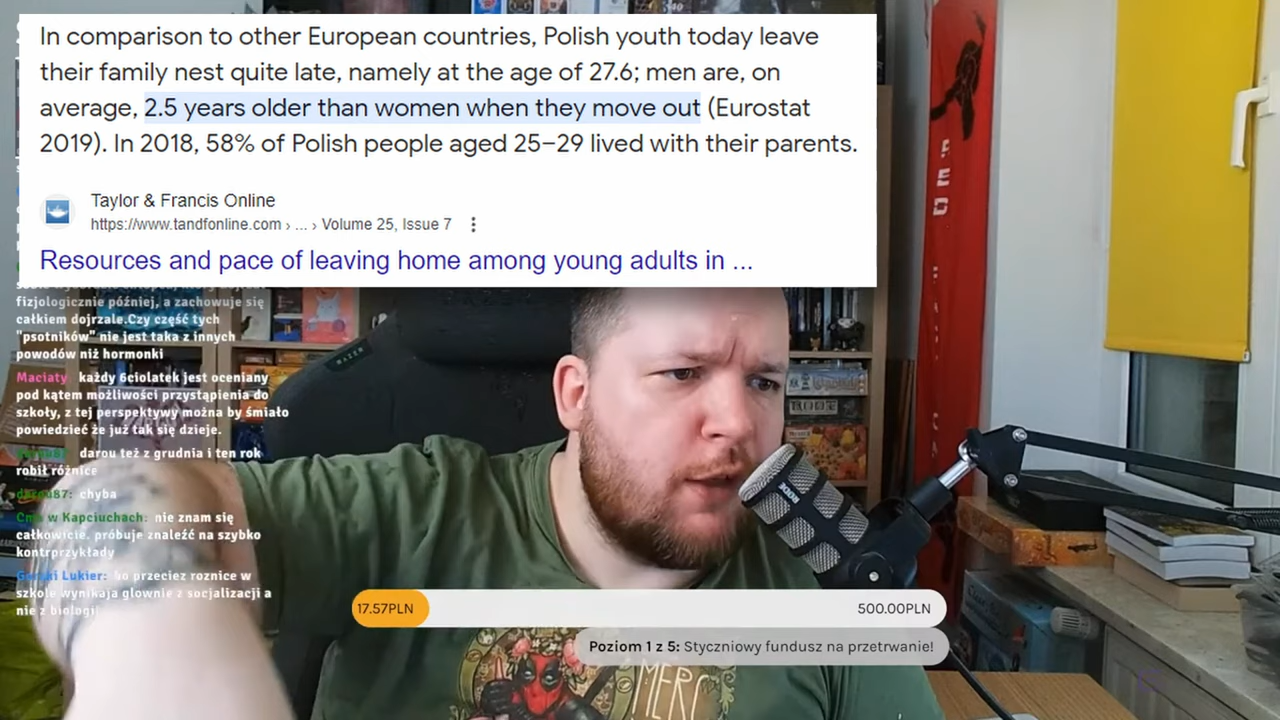 In comparison to other European countries, Polish youth today leave
their family nest quite late, namely at the age of 27.6; men are, on
average, 2.5 years older than women when they move out (Eurostat
2019). In 2018, 58% of Polish people aged 25–29 lived with their parents.
Taylor & Francis Online
https://www.tandfonline.com › ... › Volume 25, Issue 7
Resources and pace of leaving home among young adults in ...
fizjologicznie później, a zachowuje się
całkiem dojrzale.Czy część tych
"psotników" nie jest taka z innych
powodów niż hormonki
Maciaty każdy 6ciolatek jest oceniany
pod kątem możliwości przystąpienia do
szkoły, z tej perspektywy można by śmiało
powiedzieć że już tak się dzieje.
darou też z grudnia i ten rok
robił różnice
darou87: chyba
Ćma w Kapciuchach: nie znam się
całkowicie. próbuje znaleźć na szybko
kontrprzykłady
Gorzki Lukier: bo przeciez roznice w
szkole wynikaja glownie z socjalizacji a
nie z biologii
RAZER
RODE
17.57PLN 500.00PLN
Poziom 1 z 5: Styczniowy fundusz na przetrwanie!
MERC